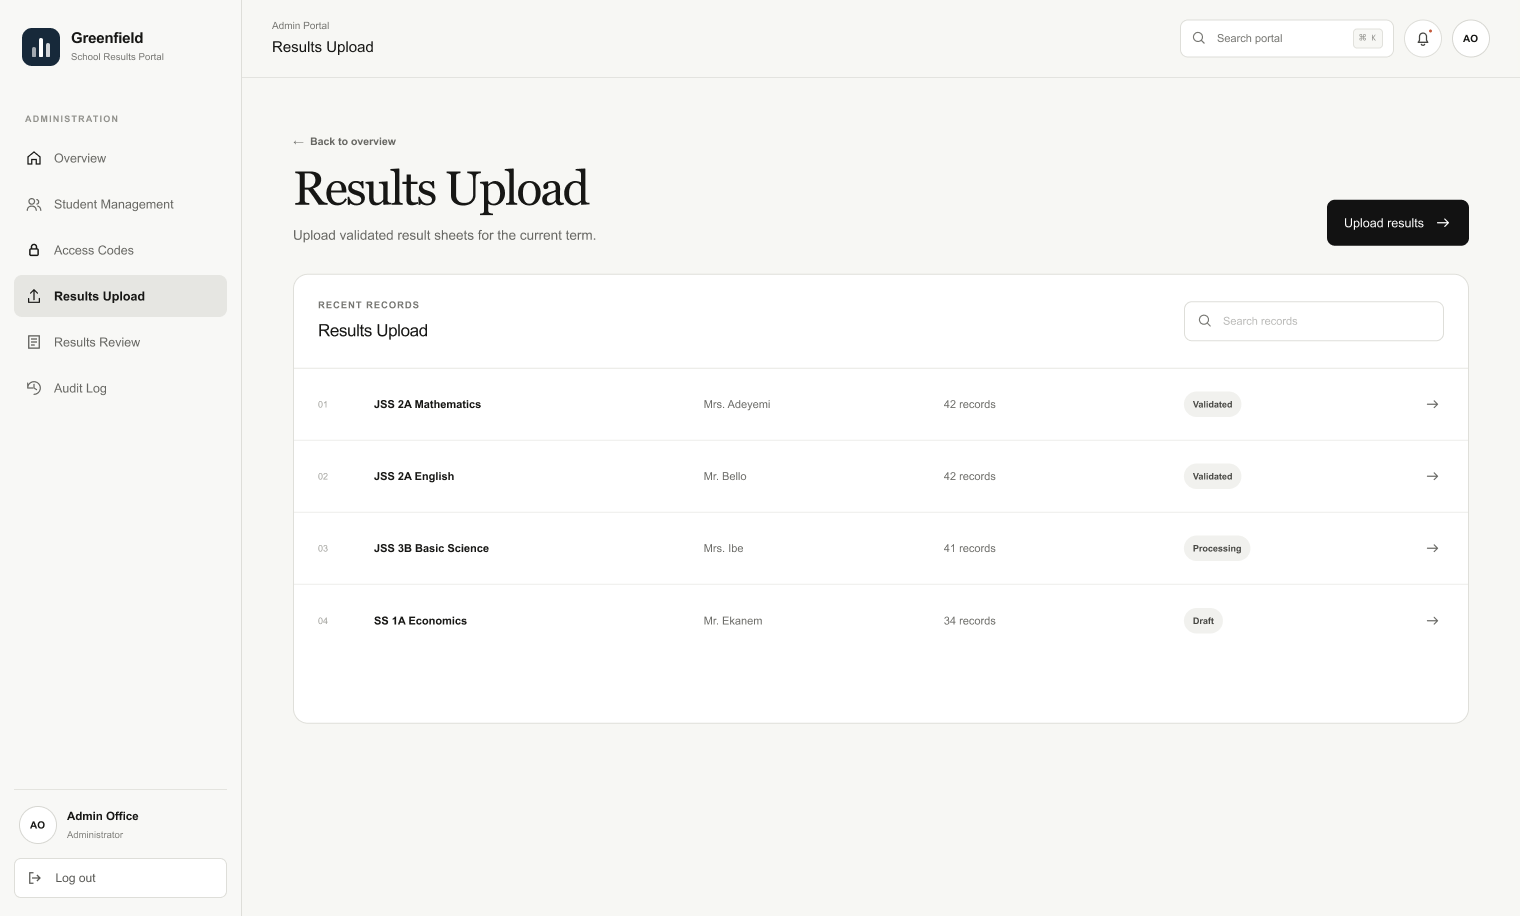 Greenfield
School Results Portal
ADMINISTRATION
Overview
Student Management
Access Codes
Results Upload
Results Review
Audit Log
AO
Admin Office
Administrator
Log out
Admin Portal
Results Upload
Search portal
⌘ K
AO
← Back to overview
Results Upload
Upload validated result sheets for the current term.
Upload results →
RECENT RECORDS
Results Upload
Search records
01 JSS 2A Mathematics Mrs. Adeyemi 42 records Validated →
02 JSS 2A English Mr. Bello 42 records Validated →
03 JSS 3B Basic Science Mrs. Ibe 41 records Processing →
04 SS 1A Economics Mr. Ekanem 34 records Draft →